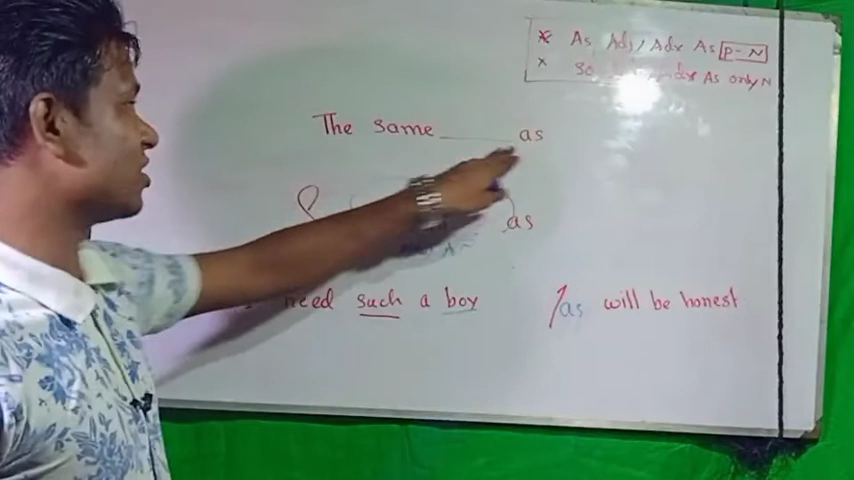 * As Adj/Adv As P-N
* So Adv As only N
The same ______ as
as
need such a boy /as will be honest